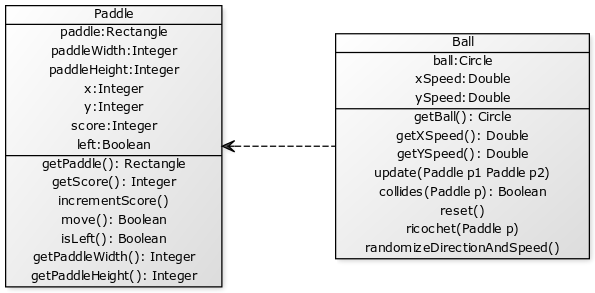 Paddle
paddle:Rectangle
paddleWidth:Integer
paddleHeight:Integer
x:Integer
y:Integer
score:Integer
left:Boolean
getPaddle(): Rectangle
getScore(): Integer
incrementScore()
move(): Boolean
isLeft(): Boolean
getPaddleWidth(): Integer
getPaddleHeight(): Integer
Ball
ball:Circle
xSpeed:Double
ySpeed:Double
getBall(): Circle
getXSpeed(): Double
getYSpeed(): Double
update(Paddle p1 Paddle p2)
collides(Paddle p): Boolean
reset()
ricochet(Paddle p)
randomizeDirectionAndSpeed()